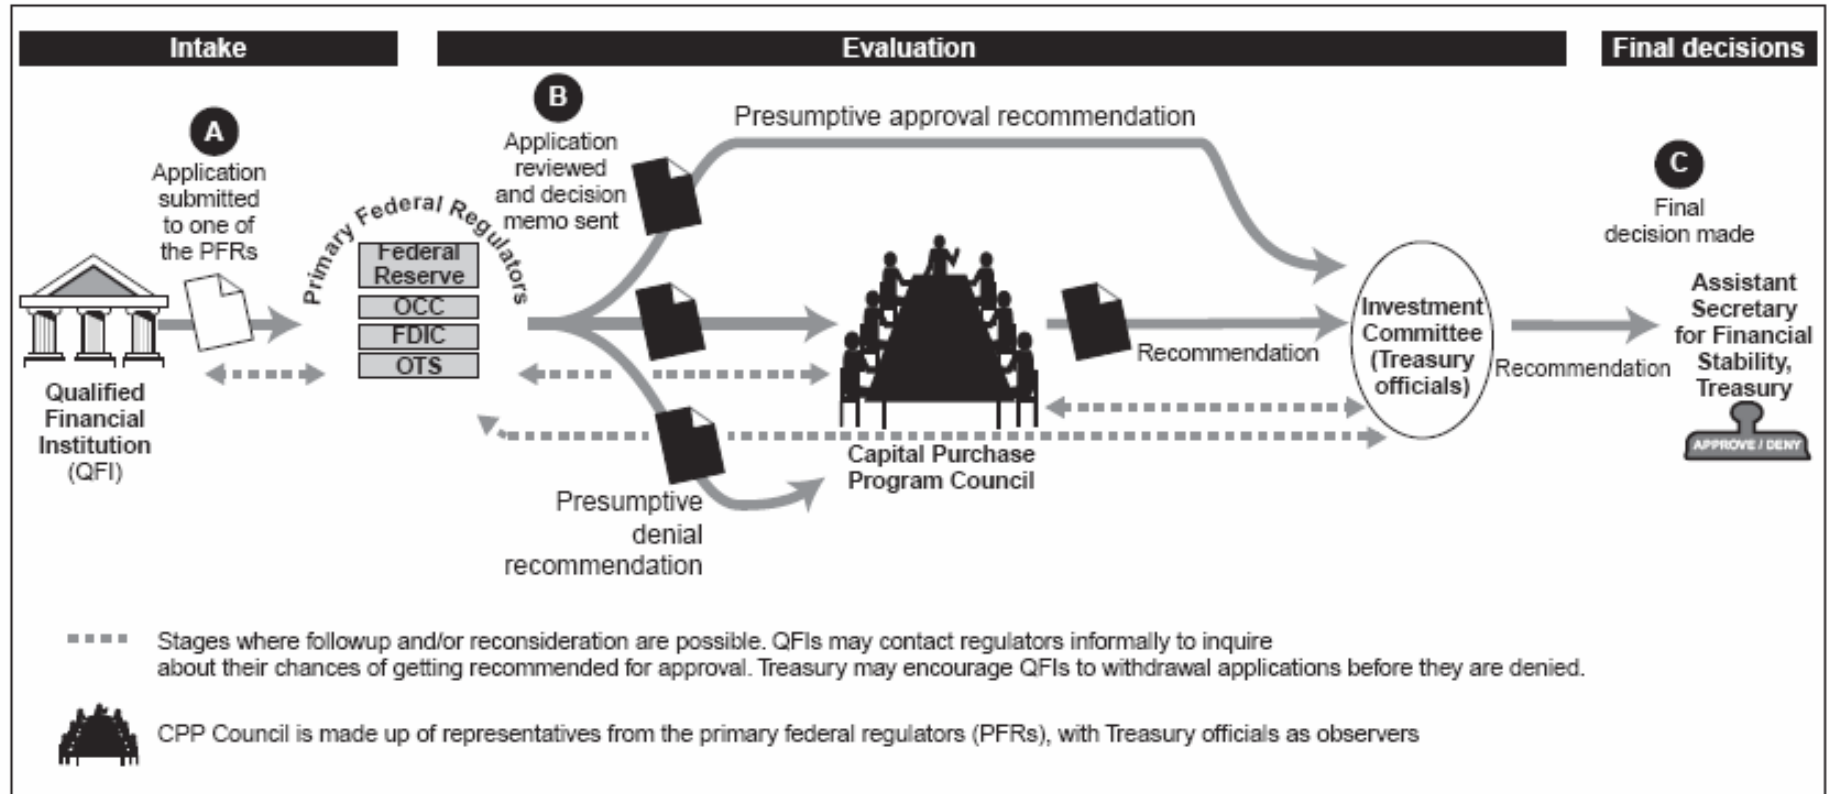 Intake
Evaluation
Final decisions
A
Application
submitted
to one of
the PFRs
Qualified
Financial
Institution
(QFI)
Primary Federal Regulators
Federal
Reserve
OCC
FDIC
OTS
B
Application
reviewed
and decision
memo sent
Presumptive approval recommendation
Presumptive
denial
recommendation
Capital Purchase
Program Council
Recommendation
Investment
Committee
(Treasury
officials)
Recommendation
C
Final
decision made
Assistant
Secretary
for Financial
Stability,
Treasury
APPROVE / DENY
Stages where followup and/or reconsideration are possible. QFIs may contact regulators informally to inquire
about their chances of getting recommended for approval. Treasury may encourage QFIs to withdrawal applications before they are denied.
CPP Council is made up of representatives from the primary federal regulators (PFRs), with Treasury officials as observers